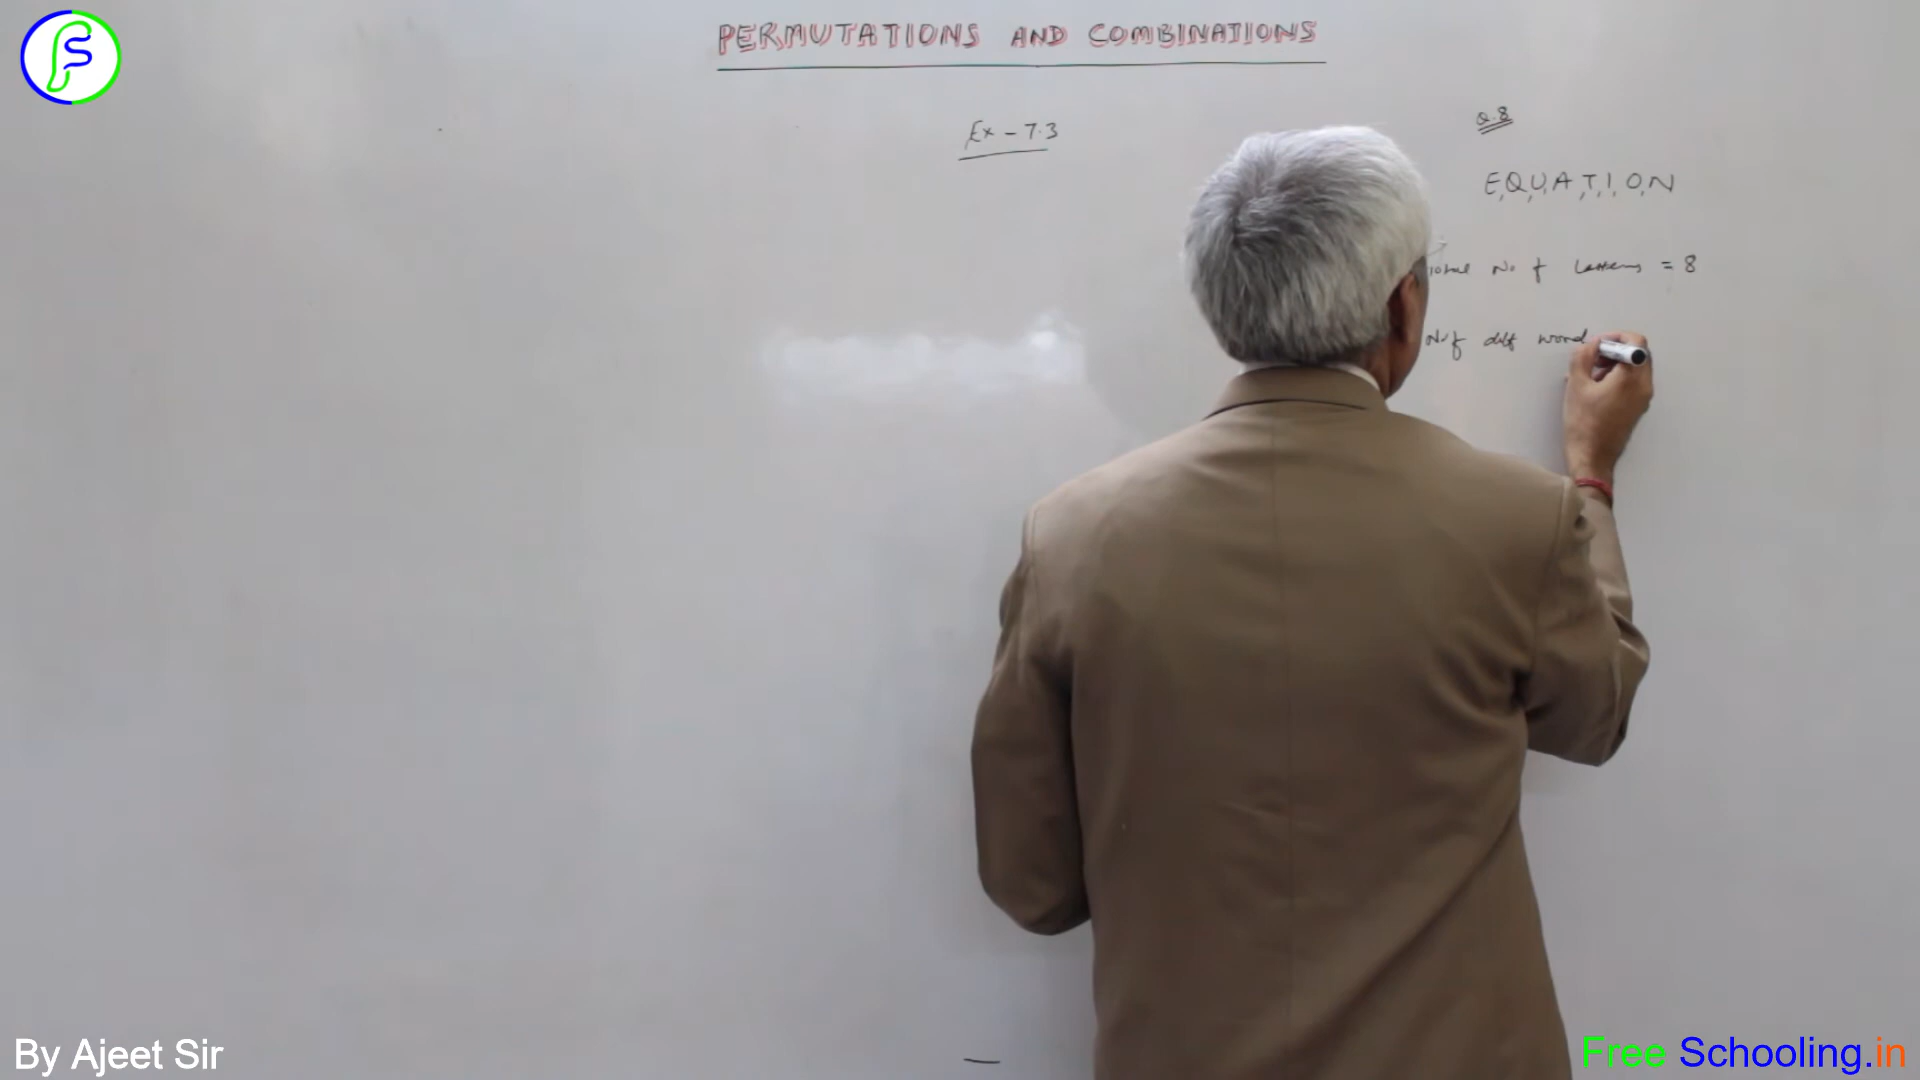 PERMUTATIONS AND COMBINATIONS
Ex - 7.3
Q.8
E,Q,U,A,T,I,O,N
No of letters = 8
No of diff word
By Ajeet Sir
Free Schooling.in